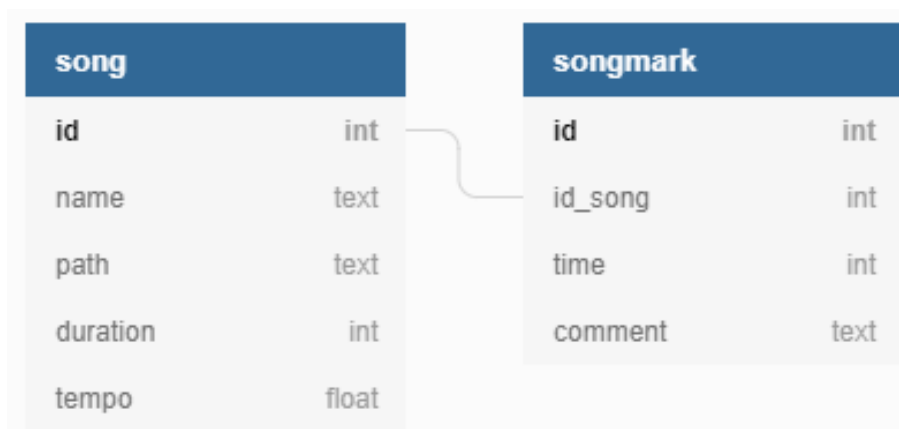 song
id int
name text
path text
duration int
tempo float
songmark
id int
id_song int
time int
comment text